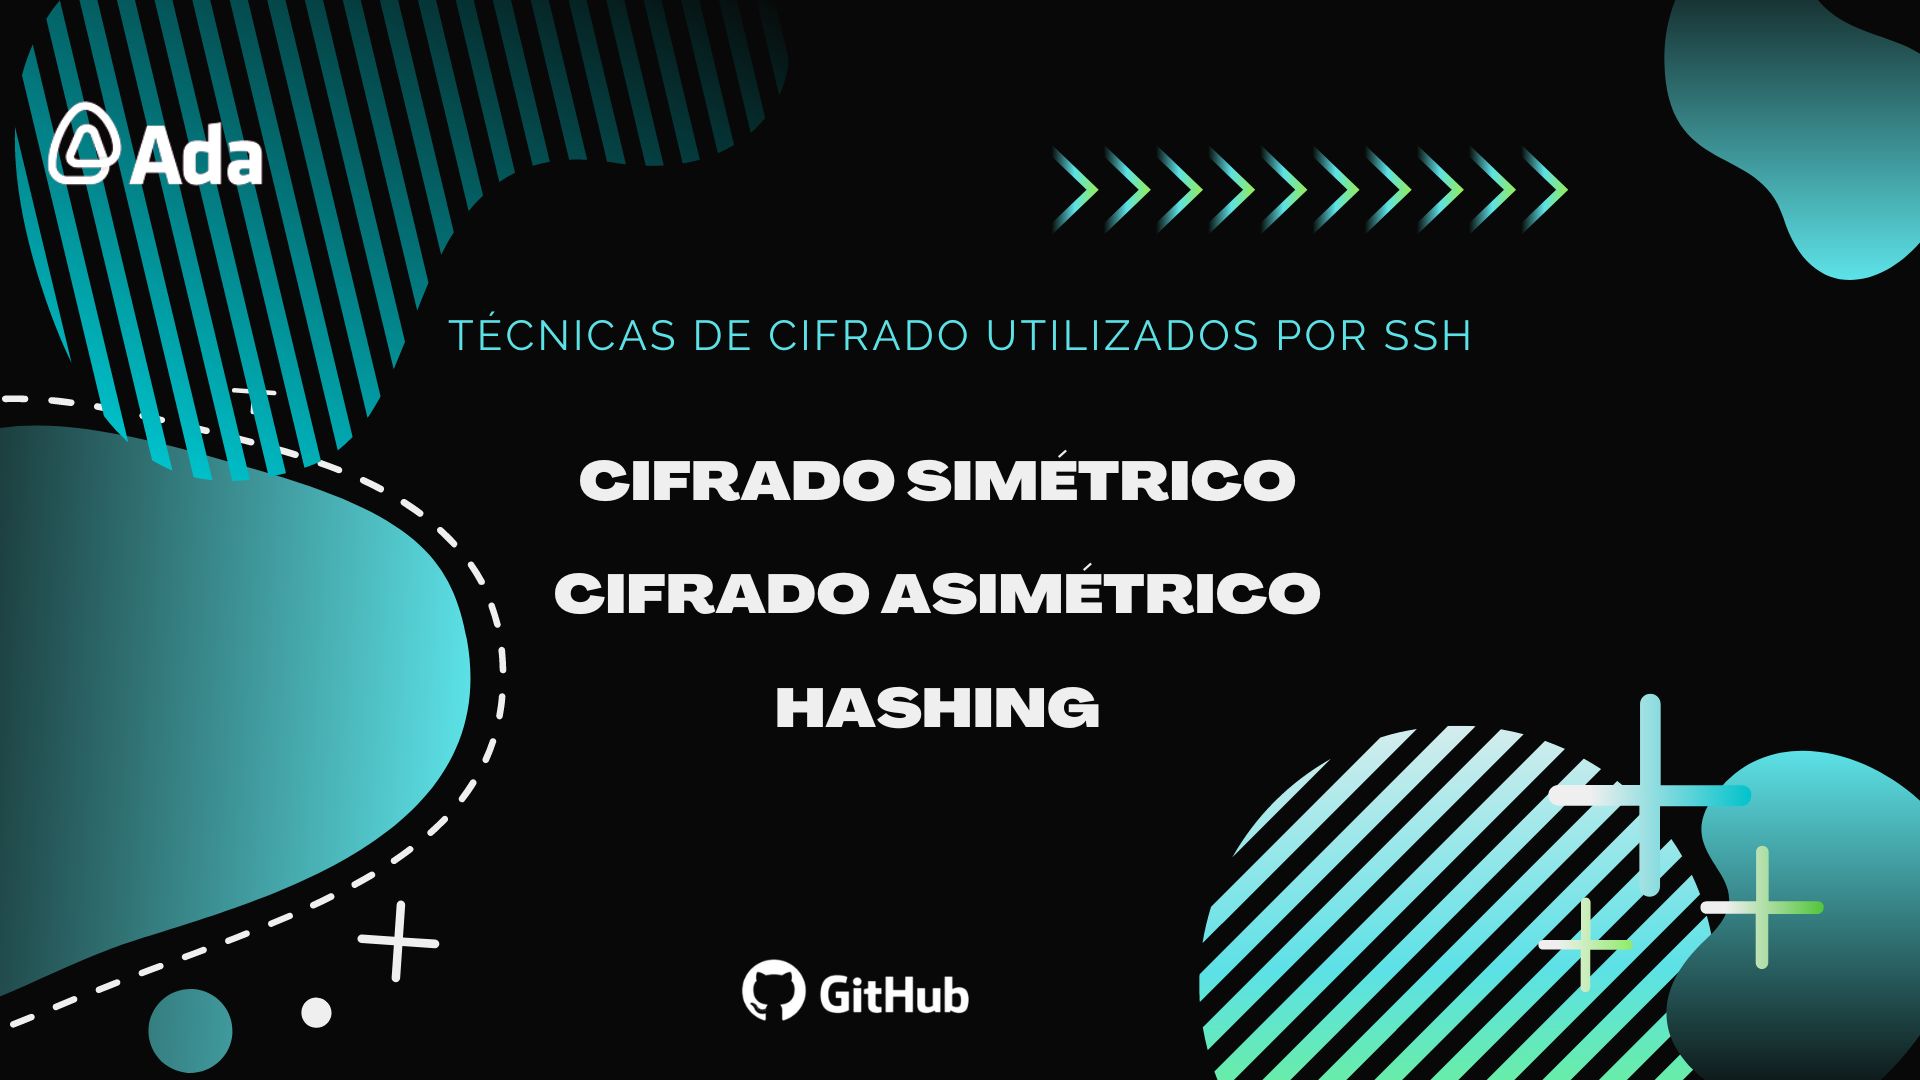 Ada
TÉCNICAS DE CIFRADO UTILIZADOS POR SSH
CIFRADO SIMÉTRICO
CIFRADO ASIMÉTRICO
HASHING
GitHub